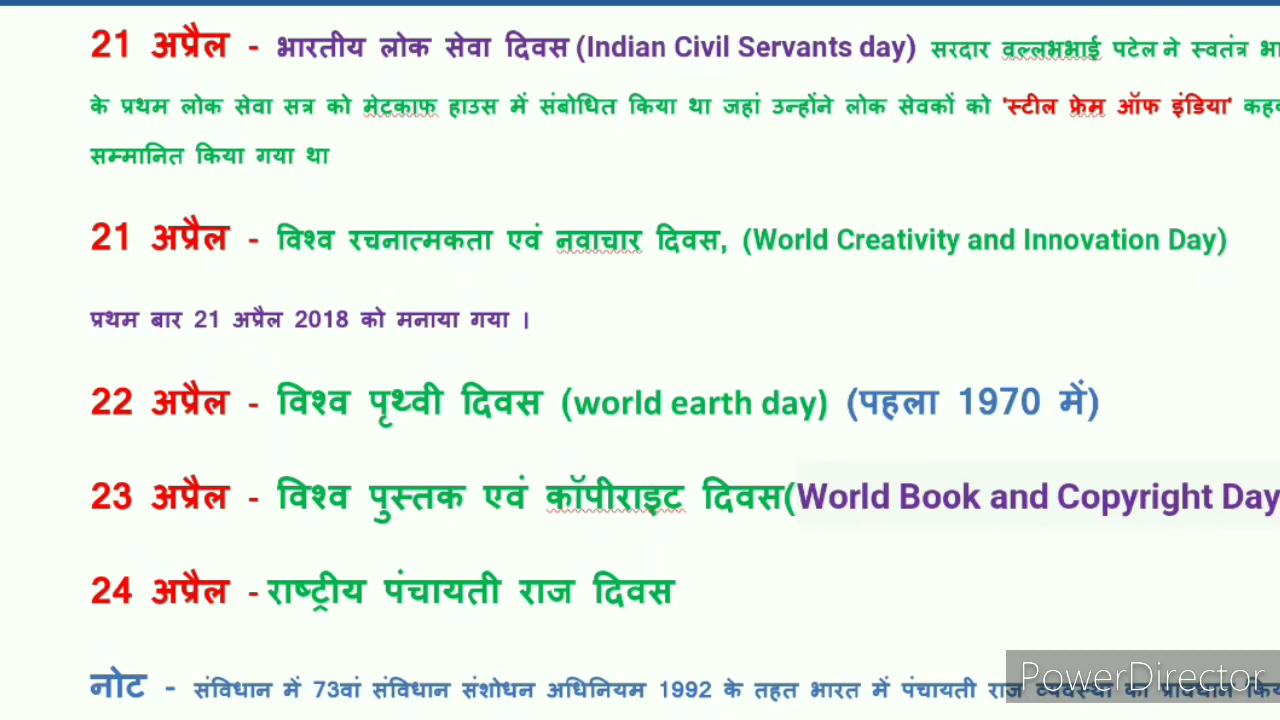 21 अप्रैल - भारतीय लोक सेवा दिवस (Indian Civil Servants day) सरदार वल्लभभाई पटेल ने स्वतंत्र
के प्रथम लोक सेवा सत्र को मेटकाफ हाउस में संबोधित किया था जहां उन्होंने लोक सेवकों को 'स्टील फ्रेम ऑफ इंडिया'
सम्मानित किया गया था
21 अप्रैल - विश्व रचनात्मकता एवं नवाचार दिवस, (World Creativity and Innovation Day)
प्रथम बार 21 अप्रैल 2018 को मनाया गया ।
22 अप्रैल - विश्व पृथ्वी दिवस (world earth day) (पहला 1970 में)
23 अप्रैल - विश्व पुस्तक एवं कॉपीराइट दिवस(World Book and Copyright Day
24 अप्रैल - राष्ट्रीय पंचायती राज दिवस
नोट - संविधान में 73वां संविधान संशोधन अधिनियम 1992 के तहत भारत में पंचायती राज व्यवस्था का प्रावधान
PowerDirector